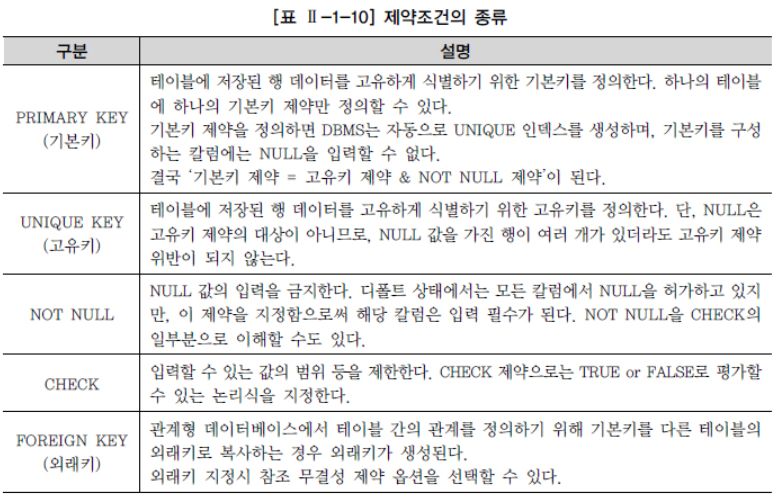 [표 Ⅱ-1-10] 제약조건의 종류
구분
설명
PRIMARY KEY
(기본키)
테이블에 저장된 행 데이터를 고유하게 식별하기 위한 기본키를 정의한다. 하나의 테이블
에 하나의 기본키 제약만 정의할 수 있다.
기본키 제약을 정의하면 DBMS는 자동으로 UNIQUE 인덱스를 생성하며, 기본키를 구성
하는 칼럼에는 NULL을 입력할 수 없다.
결국 ‘기본키 제약 = 고유키 제약 & NOT NULL 제약’이 된다.
UNIQUE KEY
(고유키)
테이블에 저장된 행 데이터를 고유하게 식별하기 위한 고유키를 정의한다. 단, NULL은
고유키 제약의 대상이 아니므로, NULL 값을 가진 행이 여러 개가 있더라도 고유키 제약
위반이 되지 않는다.
NOT NULL
NULL 값의 입력을 금지한다. 디폴트 상태에서는 모든 칼럼에서 NULL을 허가하고 있지
만, 이 제약을 지정함으로써 해당 칼럼은 입력 필수가 된다. NOT NULL을 CHECK의
일부분으로 이해할 수도 있다.
CHECK
입력할 수 있는 값의 범위 등을 제한한다. CHECK 제약으로는 TRUE or FALSE로 평가할
수 있는 논리식을 지정한다.
FOREIGN KEY
(외래키)
관계형 데이터베이스에서 테이블 간의 관계를 정의하기 위해 기본키를 다른 테이블의
외래키로 복사하는 경우 외래키가 생성된다.
외래키 지정시 참조 무결성 제약 옵션을 선택할 수 있다.